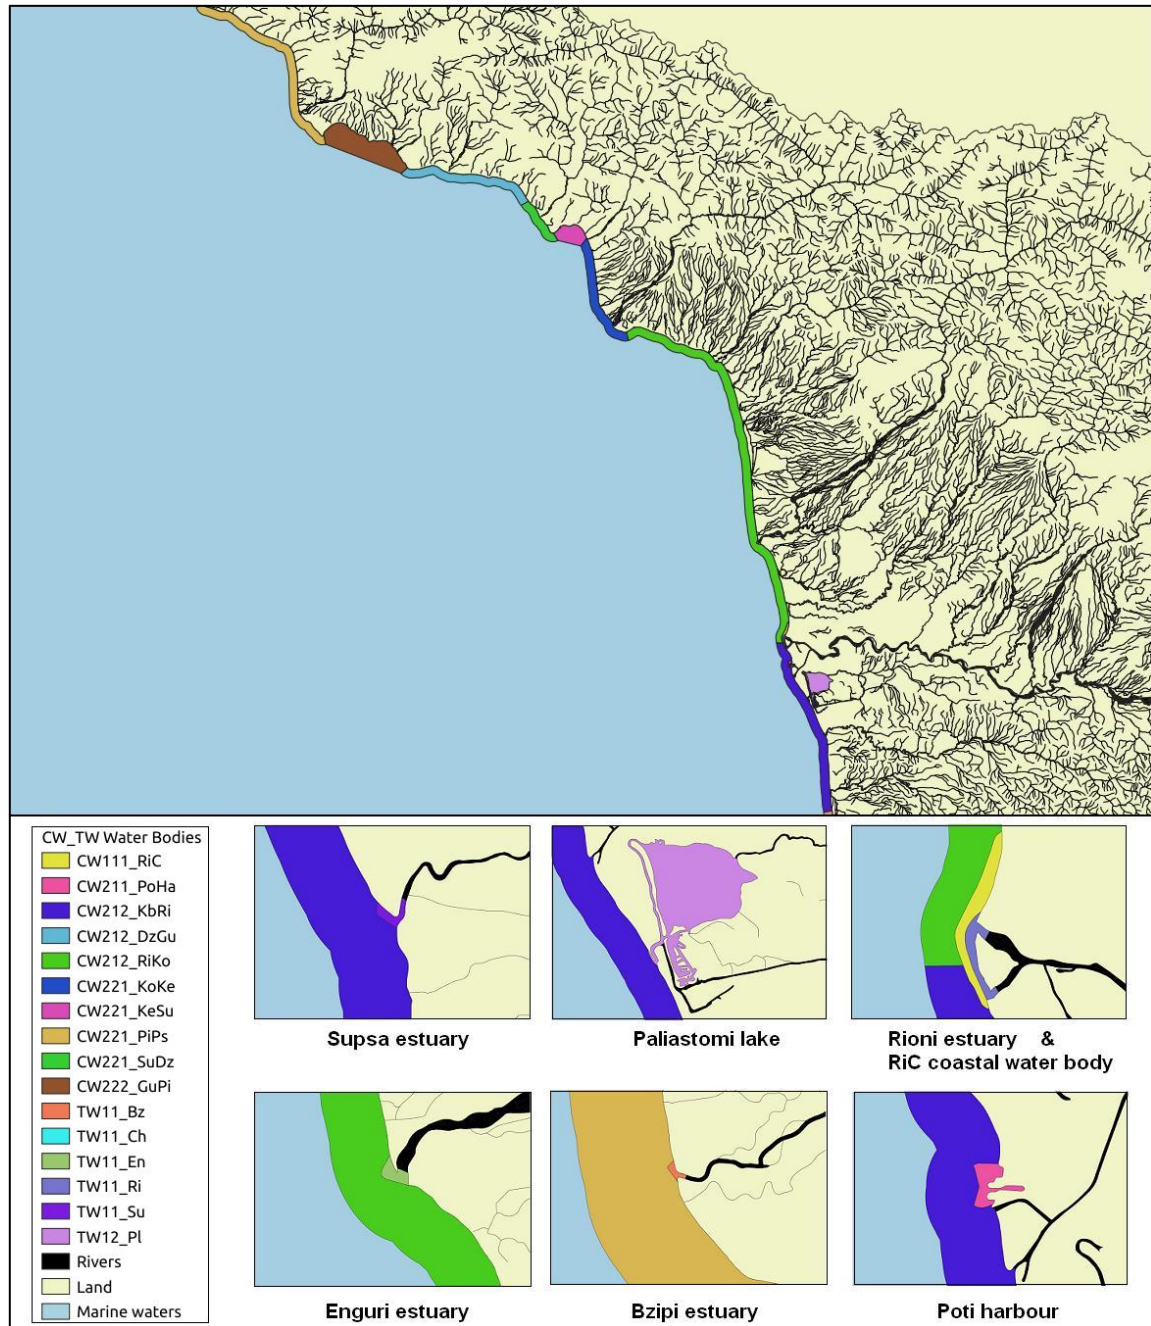 CW_TW Water Bodies
CW111_RiC
CW211_PoHa
CW212_KbRi
CW212_DzGu
CW212_RiKo
CW221_KoKe
CW221_KeSu
CW221_PiPs
CW221_SuDz
CW222_GuPi
TW11_Bz
TW11_Ch
TW11_En
TW11_Ri
TW11_Su
TW12_Pl
Rivers
Land
Marine waters
Supsa estuary
Paliastomi lake
Rioni estuary &
RiC coastal water body
Enguri estuary
Bzipi estuary
Poti harbour